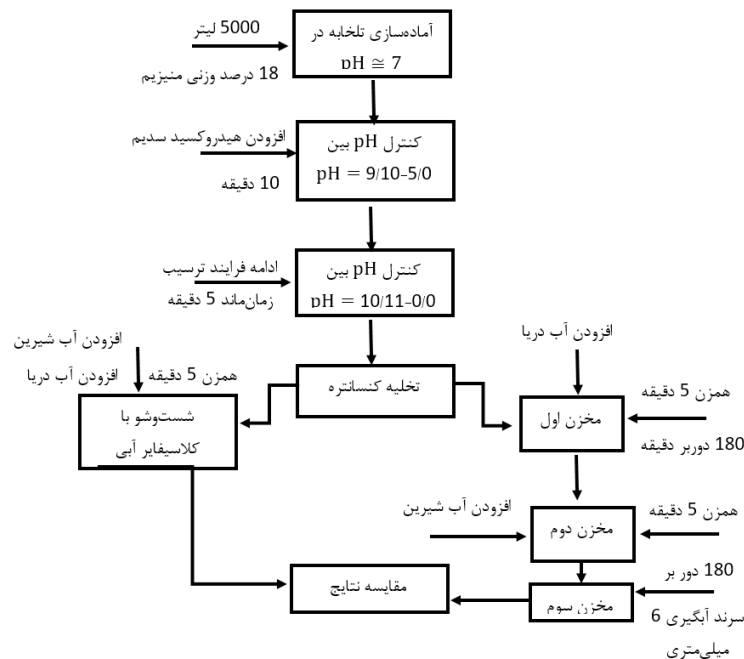 5000 لیتر
18 درصد وزنی منیزیم
آماده‌سازی تلخابه در
pH ≅ 7
افزودن هیدروکسید سدیم
10 دقیقه
کنترل pH بین
pH = 9/10-5/0
ادامه فرایند ترسیب
زمان‌ماند 5 دقیقه
کنترل pH بین
pH = 10/11-0/0
تخلیه کنسانتره
افزودن آب دریا
همزن 5 دقیقه
180 دوربر دقیقه
مخزن اول
افزودن آب شیرین
همزن 5 دقیقه
مخزن دوم
180 دور بر
سرند آبگیری 6
میلی‌متری
مخزن سوم
افزودن آب شیرین
افزودن آب دریا
همزن 5 دقیقه
شست‌وشو با
کلاسیفایر آبی
مقایسه نتایج